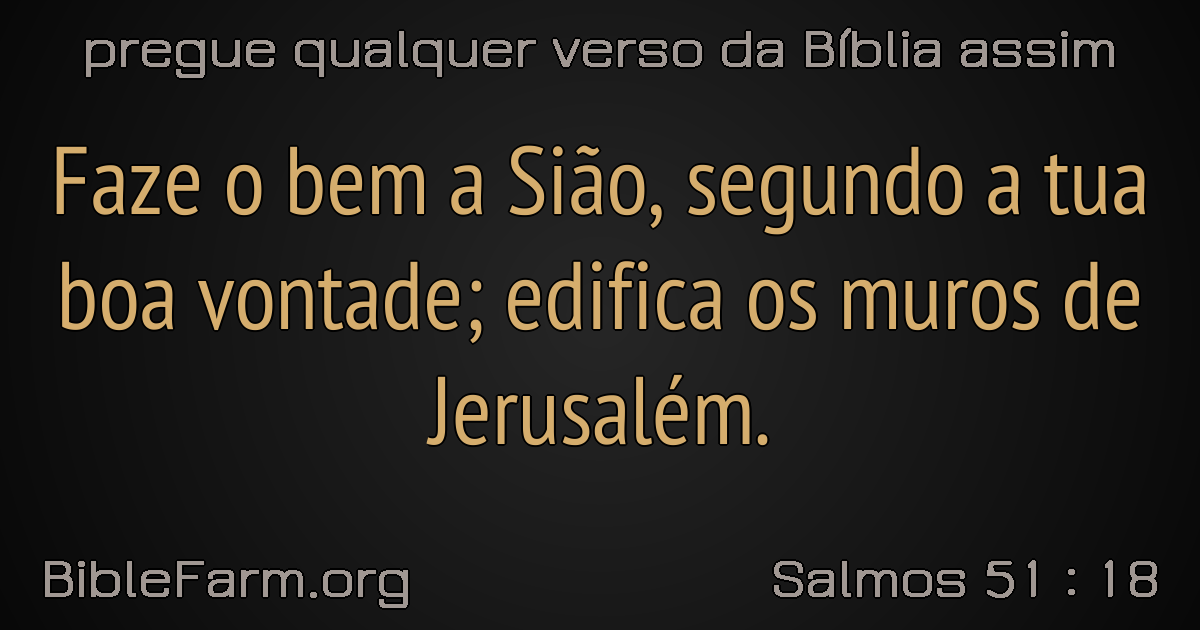 pregue qualquer verso da Bíblia assim
Faze o bem a Sião, segundo a tua
boa vontade; edifica os muros de
Jerusalém.
BibleFarm.org
Salmos 51 : 18